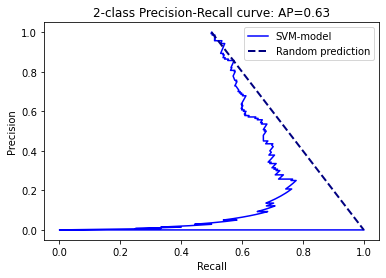 2-class Precision-Recall curve: AP=0.63
SVM-model
Random prediction
Precision
1.0
0.8
0.6
0.4
0.2
0.0
0.0 0.2 0.4 0.6 0.8 1.0
Recall